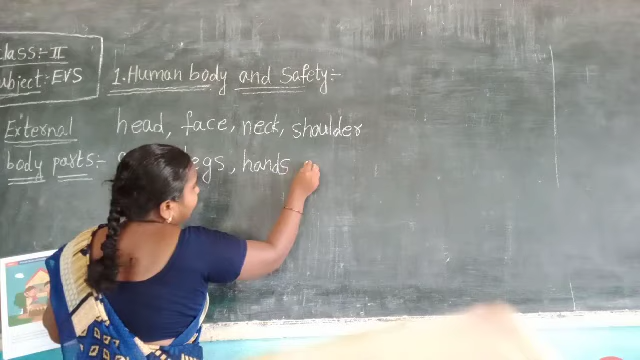 Class:- II
Subject:- EVS
1. Human body and Safety:-
External head, face, neck, shoulder
body parts:- legs, hands